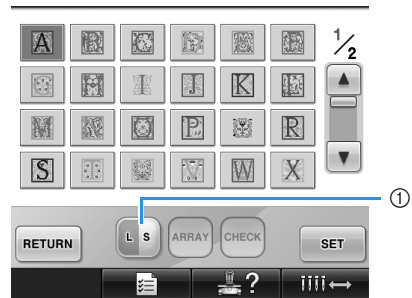 A B C D E F 1/2
G H I J K L
M N O P Q R
S T U V W X
①
RETURN L S ARRAY CHECK SET
?